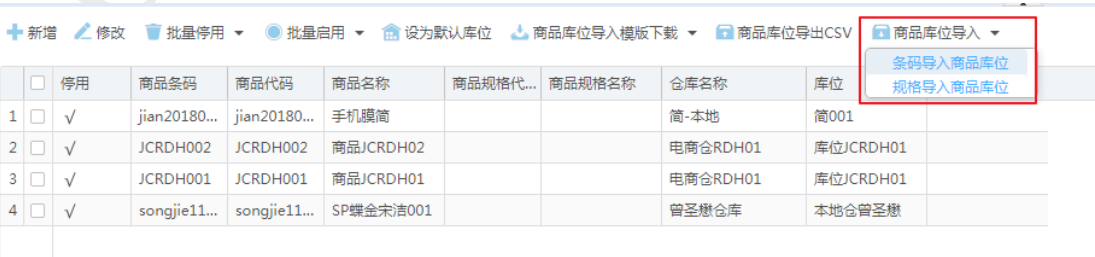 新增 修改 批量停用 批量启用 设为默认库位 商品库位导入模版下载 商品库位导出CSV 商品库位导入
条码导入商品库位
规格导入商品库位
停用 商品条码 商品代码 商品名称 商品规格代... 商品规格名称 仓库名称 库位
1 √ jian20180... jian20180... 手机膜简 简-本地 简001
2 √ JCRDH002 JCRDH002 商品JCRDH02 电商仓RDH01 库位JCRDH01
3 √ JCRDH001 JCRDH001 商品JCRDH01 电商仓RDH01 库位JCRDH01
4 √ songjie11... songjie11... SP蝶金宋洁001 曾圣懋仓库 本地仓曾圣懋